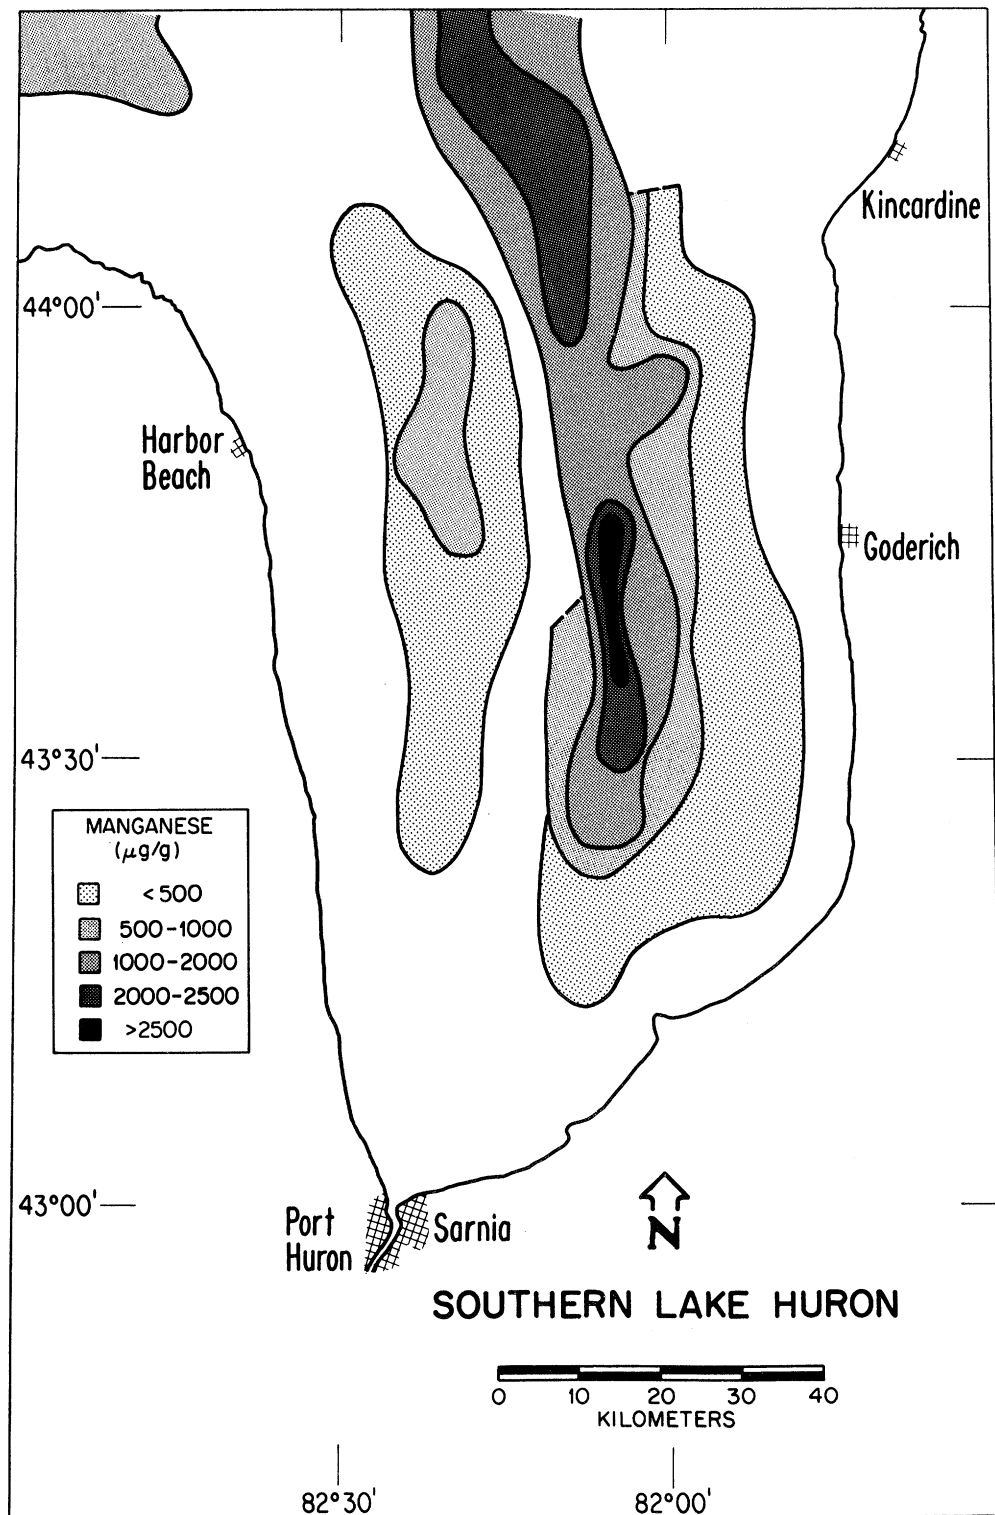 Kincardine
44°00'
Harbor
Beach
Goderich
43°30'
MANGANESE
(µg/g)
<500
500-1000
1000-2000
2000-2500
>2500
43°00'
Port
Huron
Sarnia
N
SOUTHERN LAKE HURON
0 10 20 30 40
KILOMETERS
82°30' 82°00'